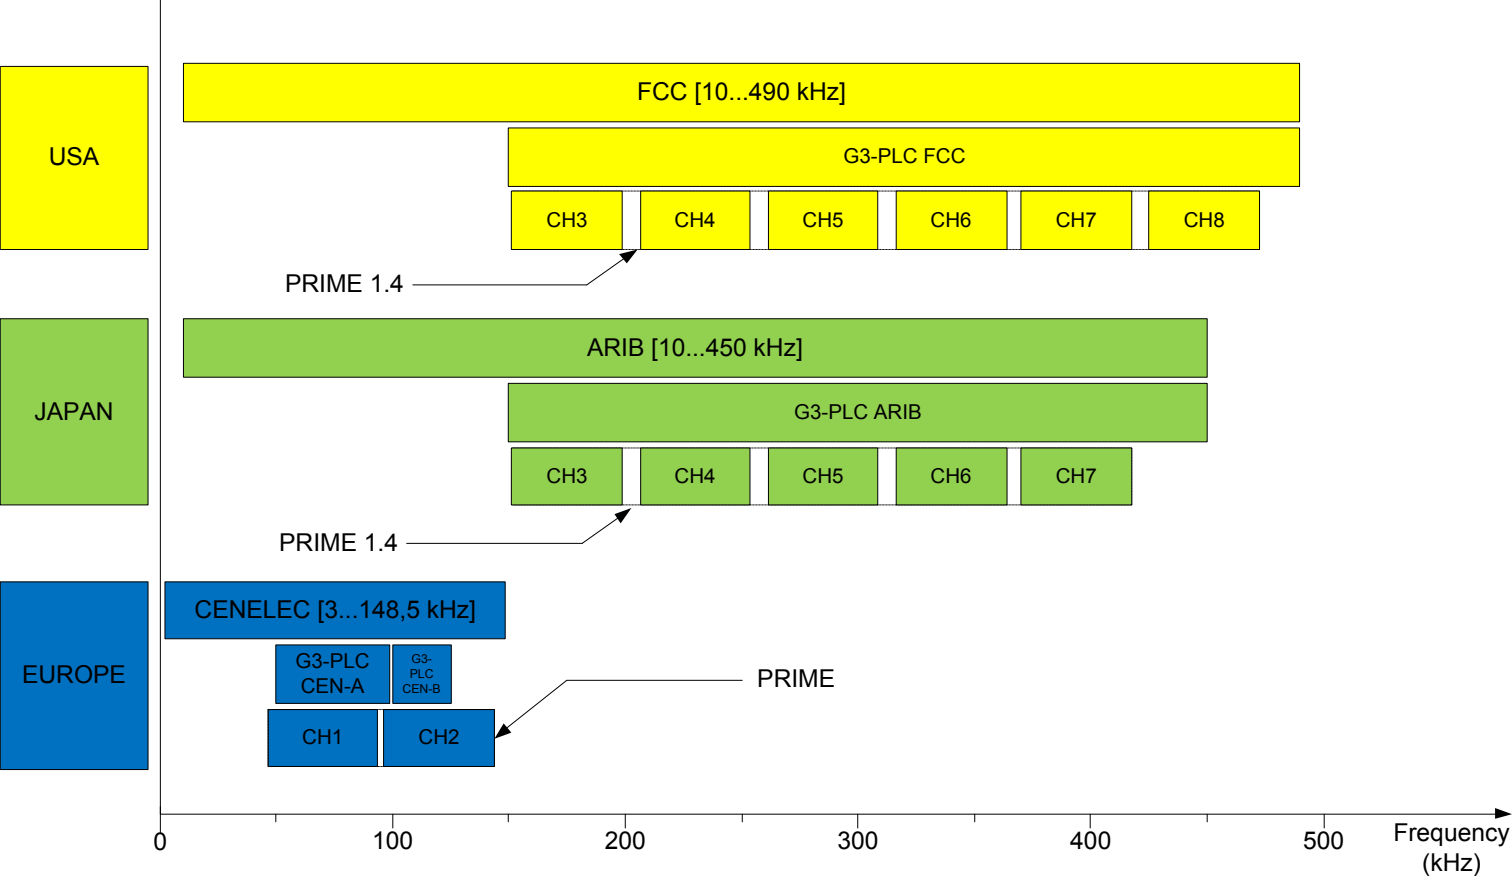 FCC [10...490 kHz]
USA
G3-PLC FCC
CH3 CH4 CH5 CH6 CH7 CH8
PRIME 1.4
ARIB [10...450 kHz]
JAPAN
G3-PLC ARIB
CH3 CH4 CH5 CH6 CH7
PRIME 1.4
CENELEC [3...148,5 kHz]
EUROPE
G3-PLC
CEN-A
G3-
PLC
CEN-B
PRIME
CH1 CH2
0 100 200 300 400 500
Frequency
(kHz)